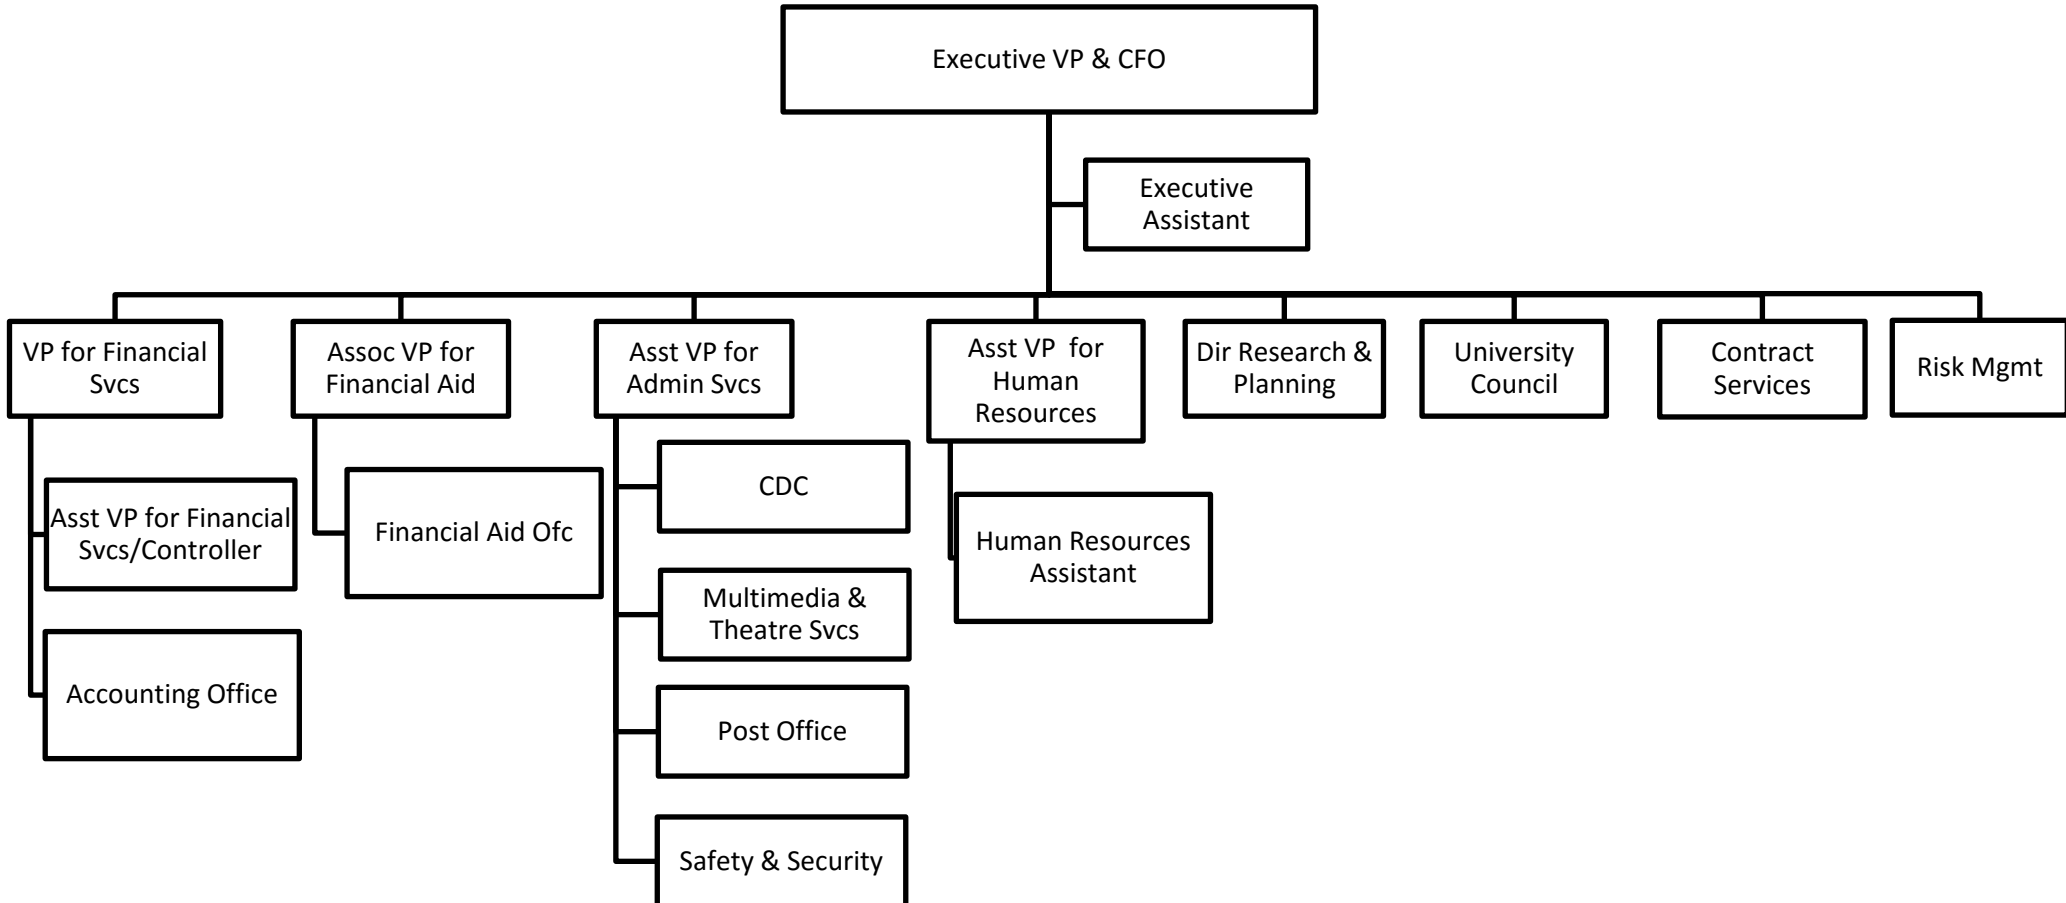 Executive VP & CFO
Executive
Assistant
VP for Financial
Svcs
Assoc VP for
Financial Aid
Asst VP for
Admin Svcs
Asst VP  for
Human
Resources
Dir Research &
Planning
University
Council
Contract
Services
Risk Mgmt
Asst VP for Financial
Svcs/Controller
Accounting Office
Financial Aid Ofc
CDC
Multimedia &
Theatre Svcs
Post Office
Safety & Security
Human Resources
Assistant